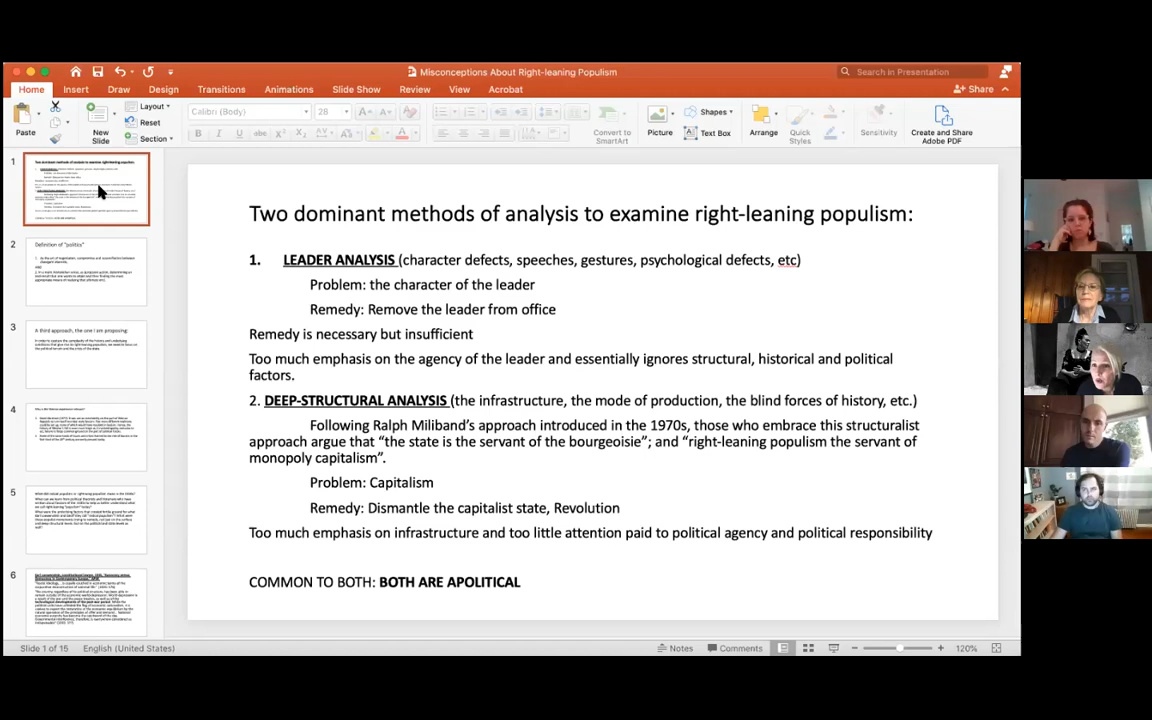 Misconceptions About Right-leaning Populism
Search in Presentation
Home Insert Draw Design Transitions Animations Slide Show Review View Acrobat
Share
Paste
New
Slide
Layout
Reset
Section
Calibri (Body) 28
Convert to
SmartArt
Picture
Shapes
Text Box
Arrange
Quick
Styles
Sensitivity
Create and Share
Adobe PDF
1
2
Definition of "politics"
3
A third approach, the one I am proposing:
4
5
6
Two dominant methods of analysis to examine right-leaning populism:
1. LEADER ANALYSIS (character defects, speeches, gestures, psychological defects, etc)
Problem: the character of the leader
Remedy: Remove the leader from office
Remedy is necessary but insufficient
Too much emphasis on the agency of the leader and essentially ignores structural, historical and political
factors.
2. DEEP-STRUCTURAL ANALYSIS (the infrastructure, the mode of production, the blind forces of history, etc.)
Following Ralph Miliband’s approach introduced in the 1970s, those who embrace this structuralist
approach argue that “the state is the servant of the bourgeoisie”; and “right-leaning populism the servant of
monopoly capitalism”.
Problem: Capitalism
Remedy: Dismantle the capitalist state, Revolution
Too much emphasis on infrastructure and too little attention paid to political agency and political responsibility
COMMON TO BOTH: BOTH ARE APOLITICAL
Slide 1 of 15 English (United States) Notes Comments 120%